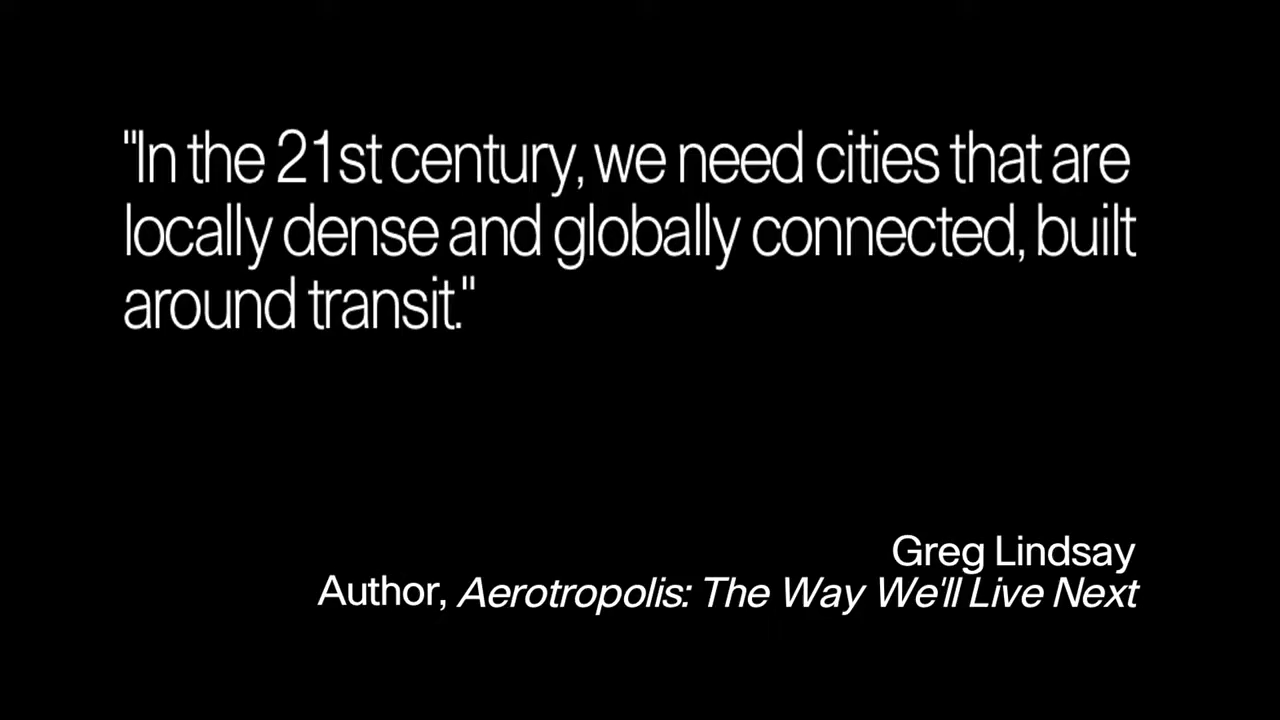 "In the 21st century, we need cities that are
locally dense and globally connected, built
around transit."
Greg Lindsay
Author, Aerotropolis: The Way We'll Live Next